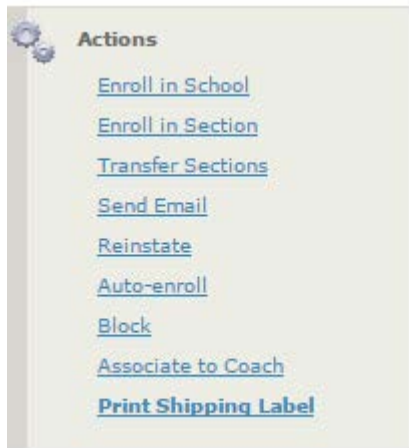 Actions
Enroll in School
Enroll in Section
Transfer Sections
Send Email
Reinstate
Auto-enroll
Block
Associate to Coach
Print Shipping Label